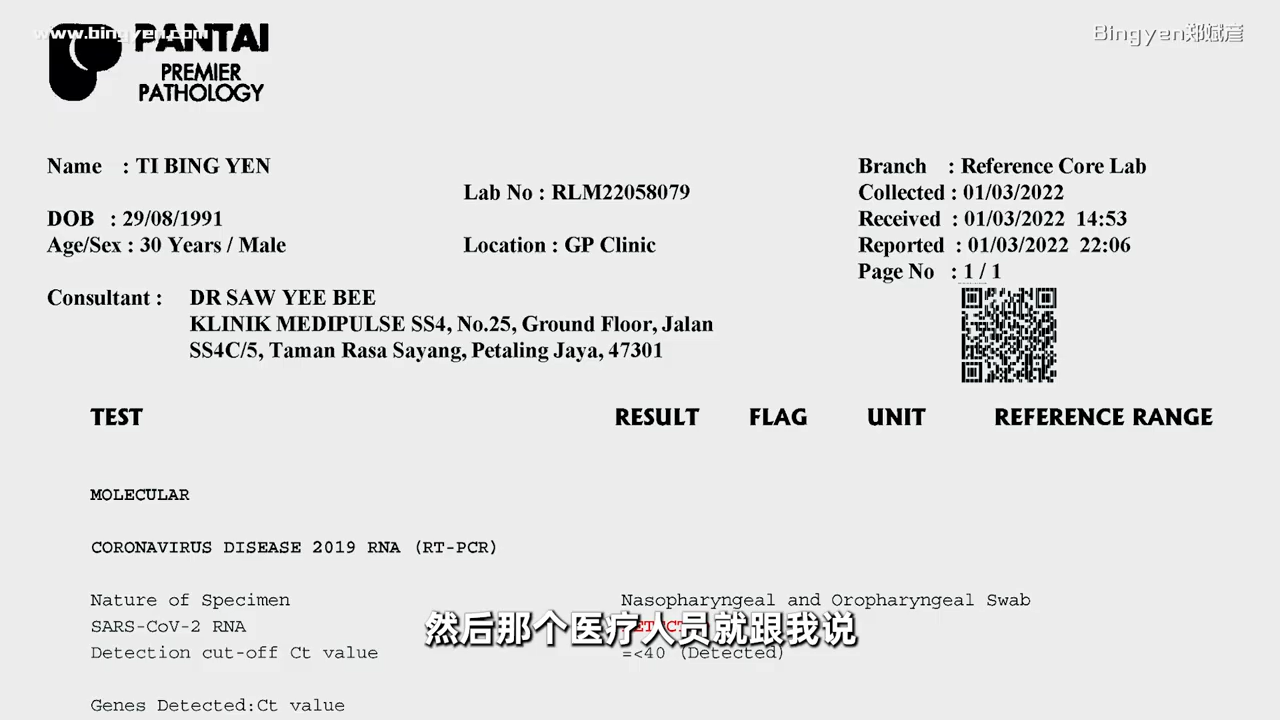 www.bingyen.com
Bingyen郑斌彦
PANTAI
PREMIER
PATHOLOGY
Name : TI BING YEN
Branch : Reference Core Lab
Lab No : RLM22058079
Collected : 01/03/2022
DOB : 29/08/1991
Received : 01/03/2022 14:53
Age/Sex : 30 Years / Male
Location : GP Clinic
Reported : 01/03/2022 22:06
Page No : 1 / 1
Consultant : DR SAW YEE BEE
KLINIK MEDIPULSE SS4, No.25, Ground Floor, Jalan
SS4C/5, Taman Rasa Sayang, Petaling Jaya, 47301
TEST RESULT FLAG UNIT REFERENCE RANGE
MOLECULAR
CORONAVIRUS DISEASE 2019 RNA (RT-PCR)
Nature of Specimen Nasopharyngeal and Oropharyngeal Swab
SARS-CoV-2 RNA
然后那个医疗人员就跟我说
Detection cut-off Ct value =<40 (Detected)
Genes Detected:Ct value